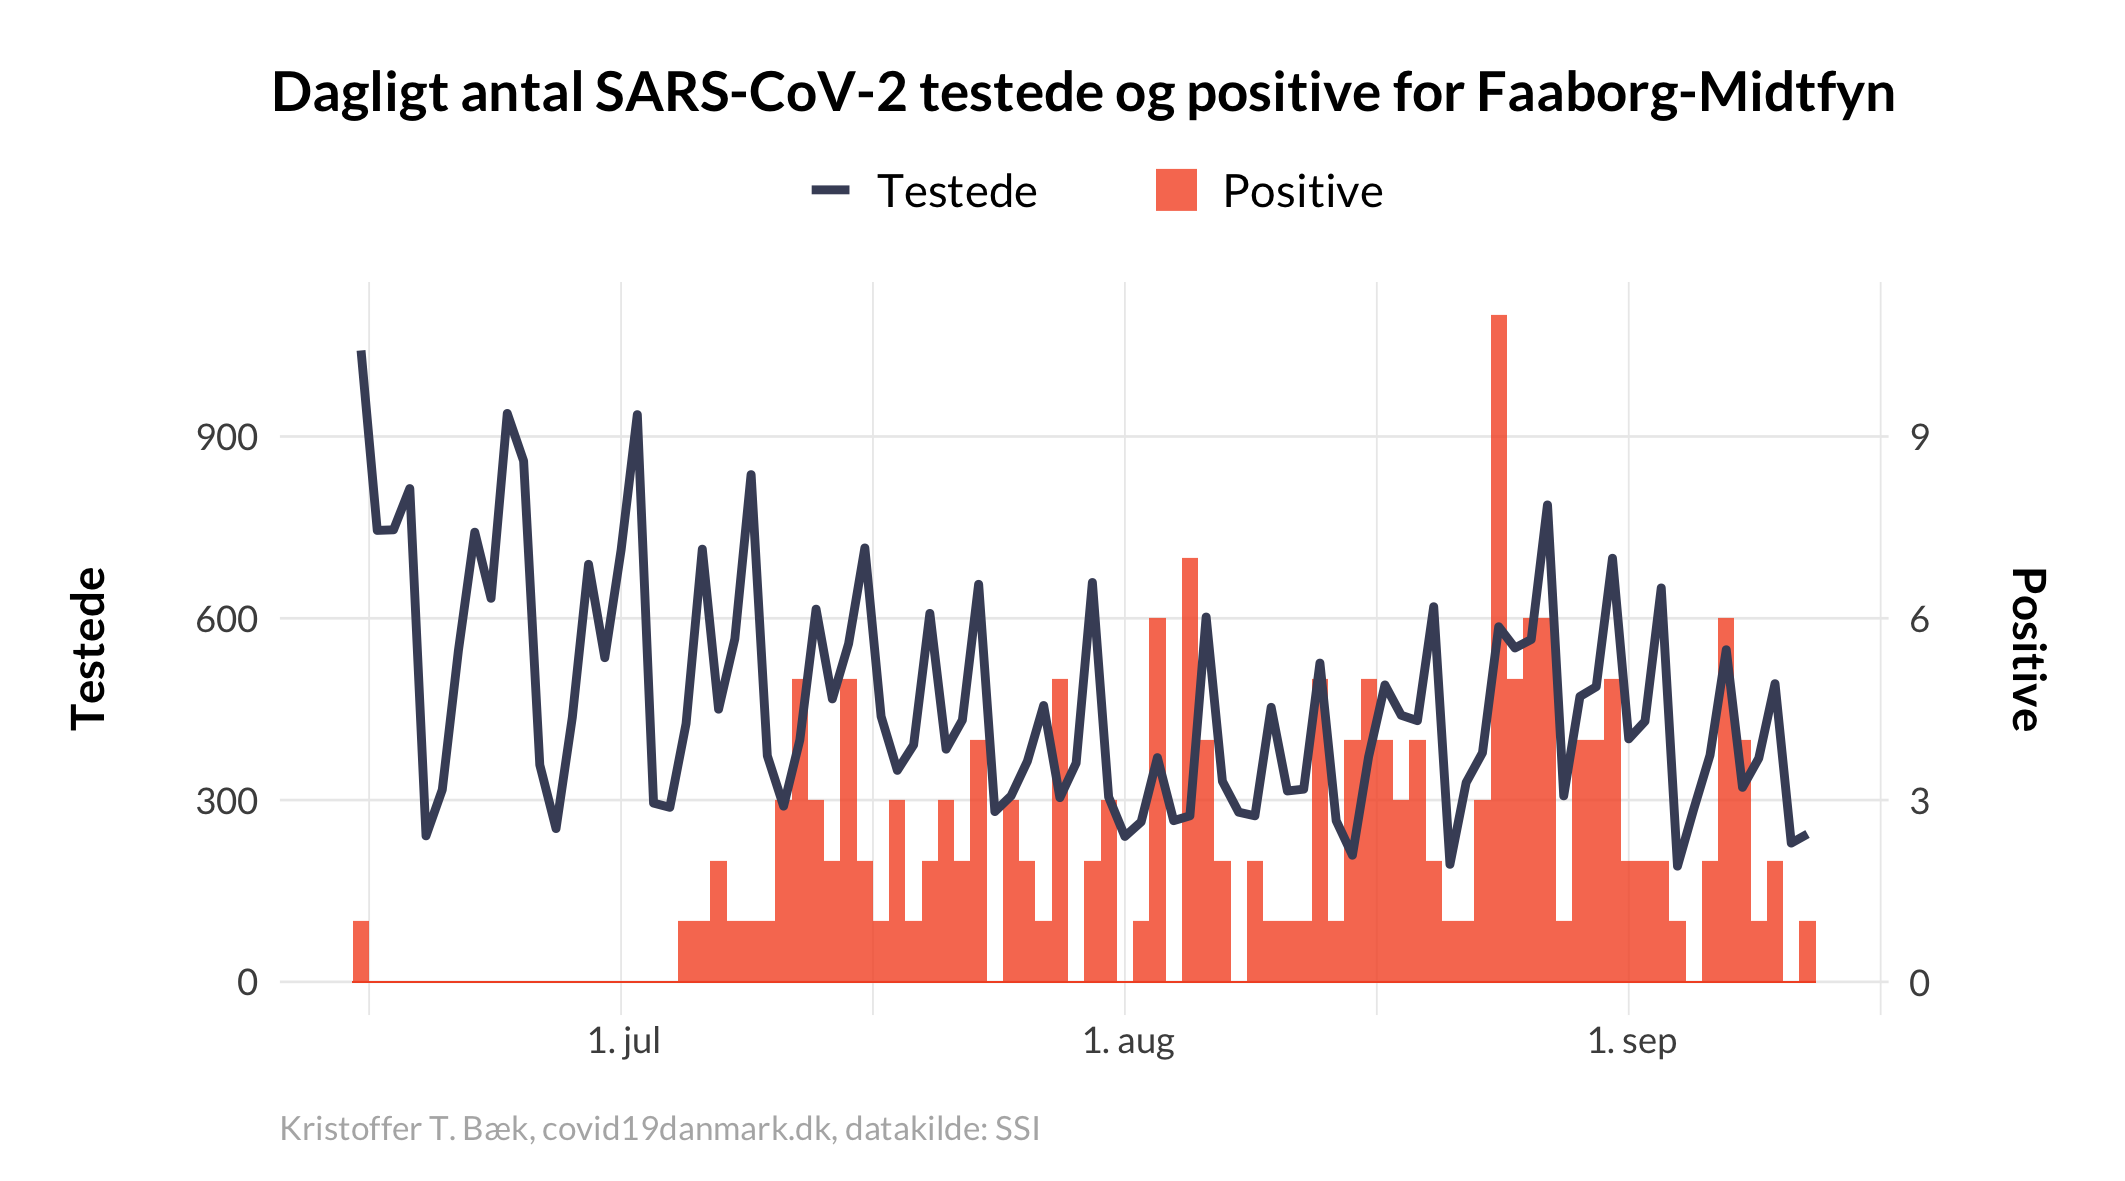 Dagligt antal SARS-CoV-2 testede og positive for Faaborg-Midtfyn
Testede Positive
Testede
Positive
900 9
600 6
300 3
0 0
1. jul 1. aug 1. sep
Kristoffer T. Bæk, covid19danmark.dk, datakilde: SSI